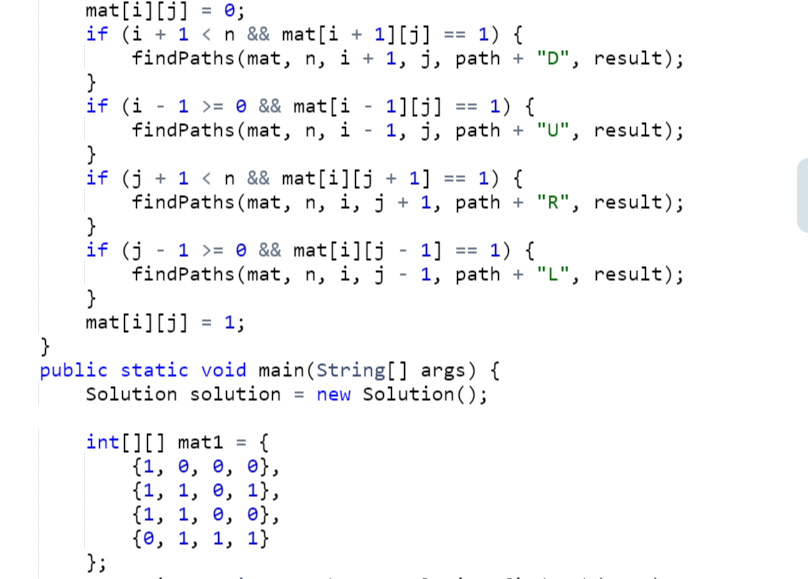 mat[i][j] = 0;
if (i + 1 < n && mat[i + 1][j] == 1) {
findPaths(mat, n, i + 1, j, path + "D", result);
}
if (i - 1 >= 0 && mat[i - 1][j] == 1) {
findPaths(mat, n, i - 1, j, path + "U", result);
}
if (j + 1 < n && mat[i][j + 1] == 1) {
findPaths(mat, n, i, j + 1, path + "R", result);
}
if (j - 1 >= 0 && mat[i][j - 1] == 1) {
findPaths(mat, n, i, j - 1, path + "L", result);
}
mat[i][j] = 1;
}
public static void main(String[] args) {
Solution solution = new Solution();
int[][] mat1 = {
{1, 0, 0, 0},
{1, 1, 0, 1},
{1, 1, 0, 0},
{0, 1, 1, 1}
};